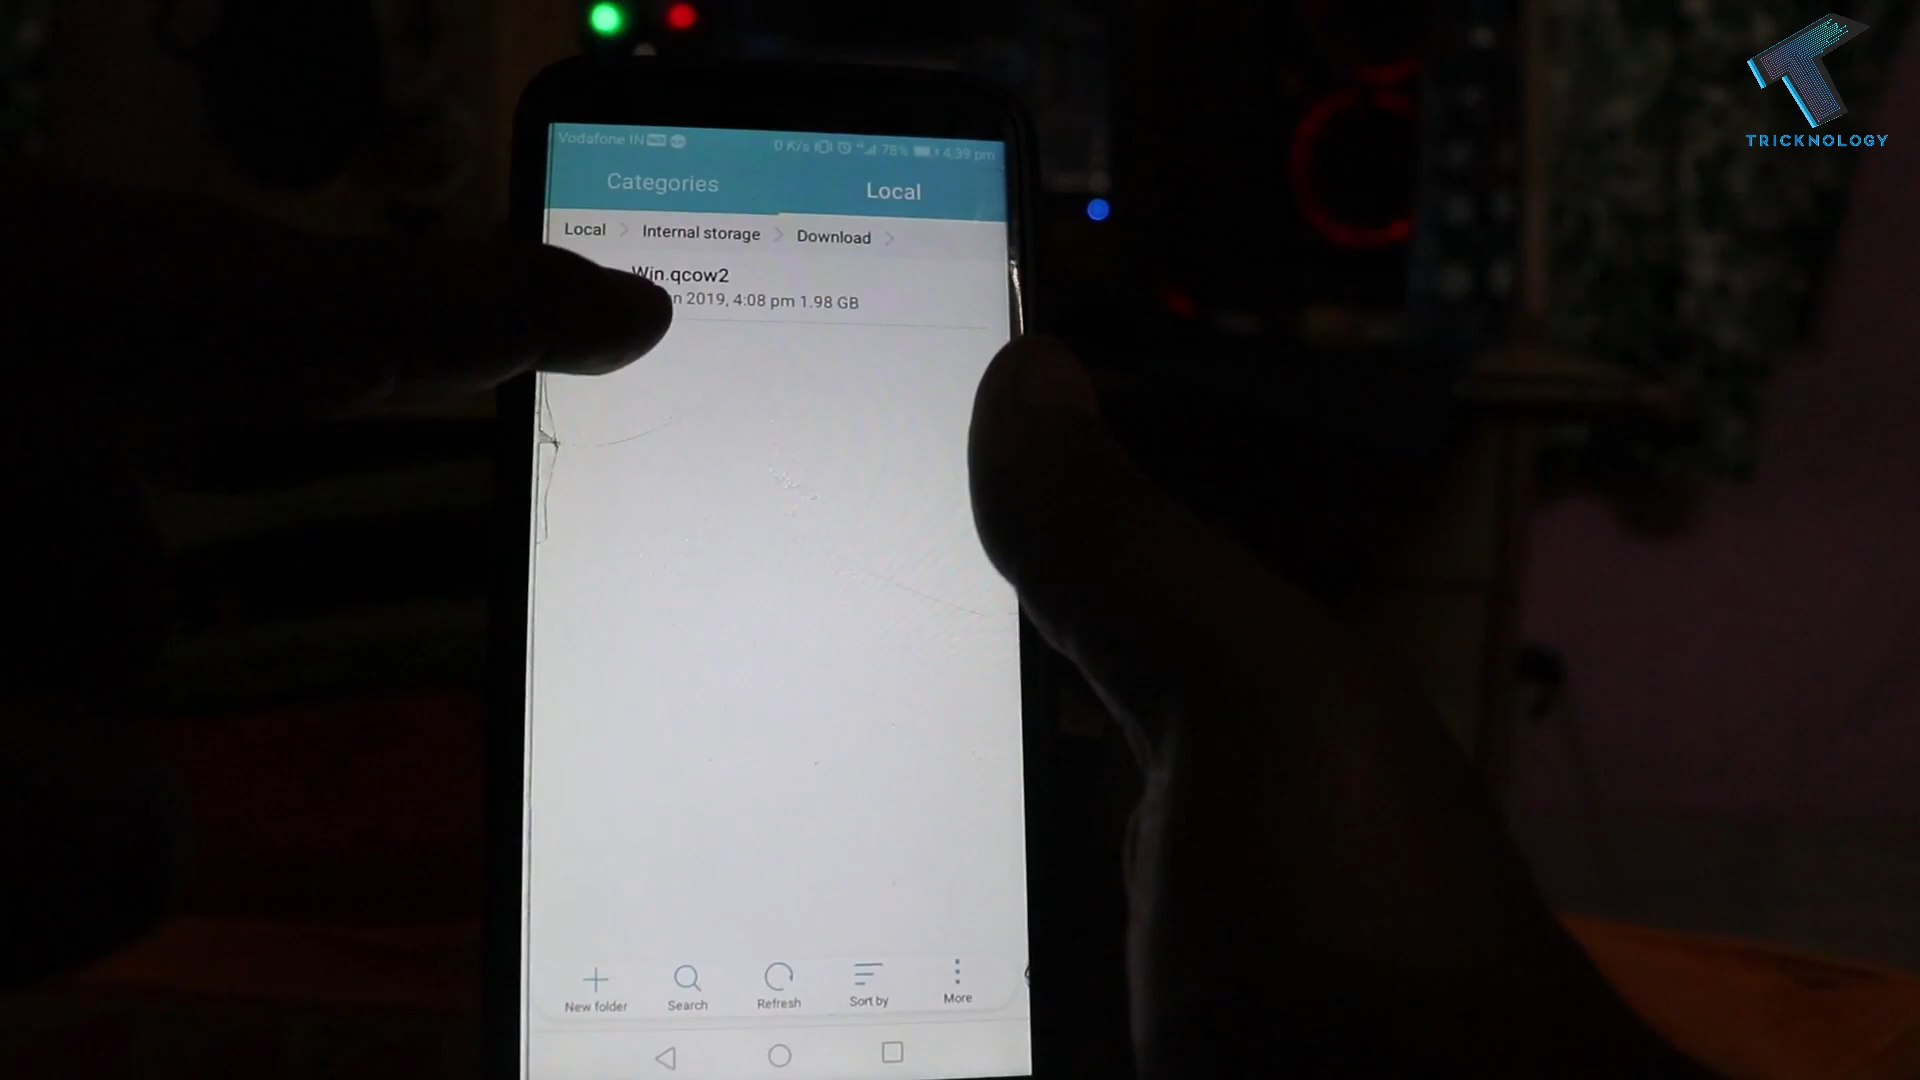 TRICKNOLOGY
Vodafone IN
0 K/s 78% 4:39 pm
Categories Local
Local Internal storage Download
Win.qcow2
2019, 4:08 pm 1.98 GB
New folder Search Refresh Sort by More